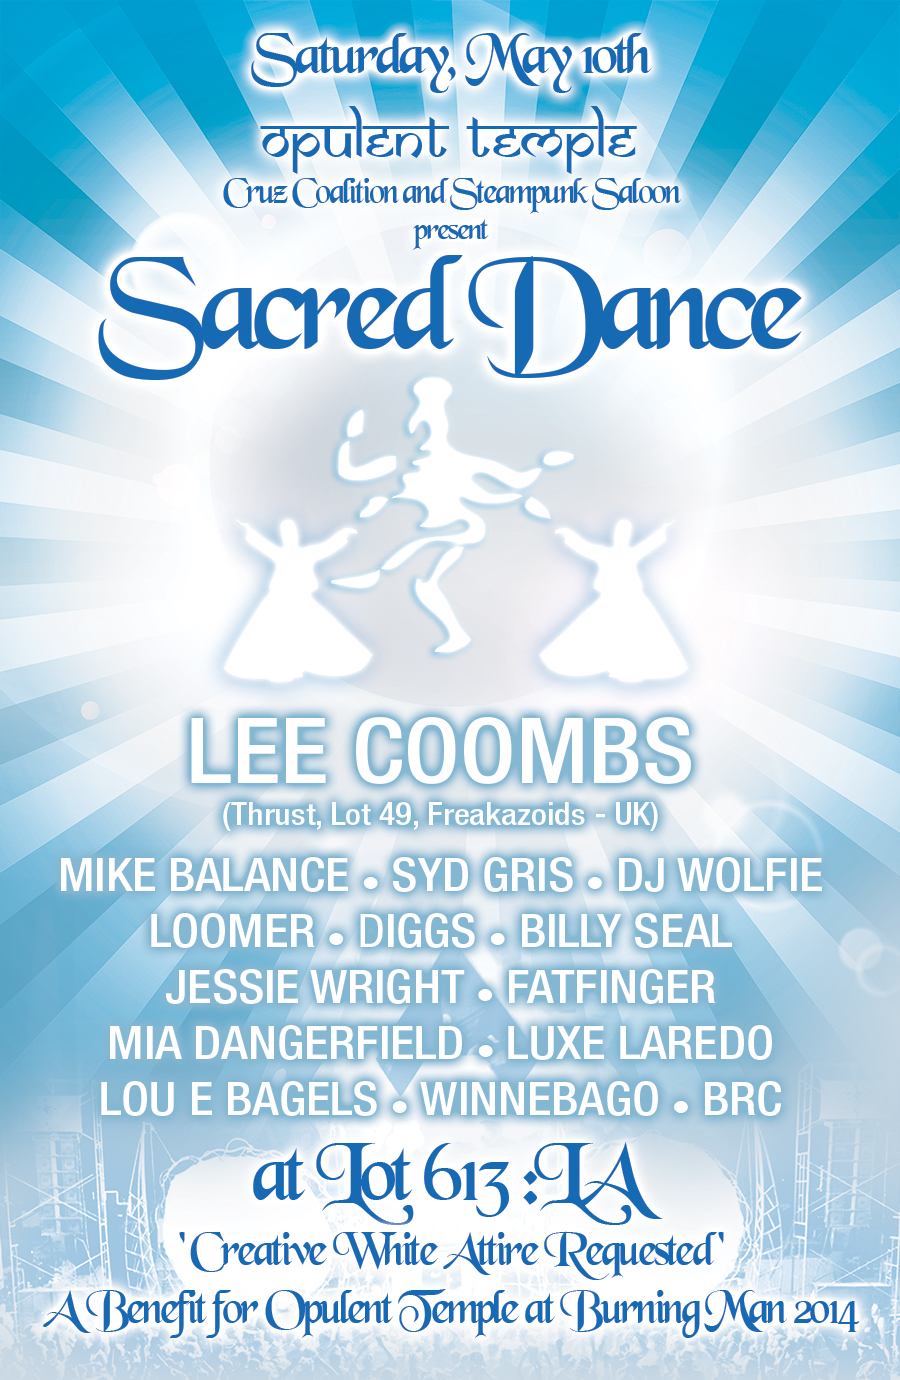 Saturday, May 10th
Opulent Temple
Cruz Coalition and Steampunk Saloon
present
Sacred Dance
LEE COOMBS
(Thrust, Lot 49, Freakazoids - UK)
MIKE BALANCE • SYD GRIS • DJ WOLFIE
LOOMER • DIGGS • BILLY SEAL
JESSIE WRIGHT • FATFINGER
MIA DANGERFIELD • LUXE LAREDO
LOU E BAGELS • WINNEBAGO • BRC
at Lot 613 :LA
'Creative White Attire Requested'
A Benefit for Opulent Temple at Burning Man 2014